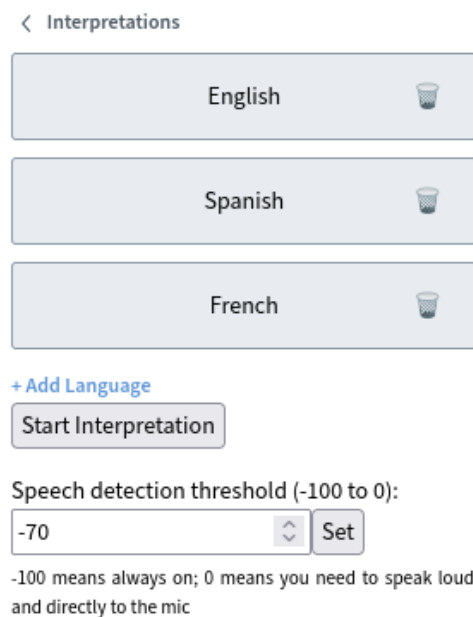 Interpretations
English
Spanish
French
+ Add Language
Start Interpretation
Speech detection threshold (-100 to 0):
-70 Set
-100 means always on; 0 means you need to speak loud
and directly to the mic